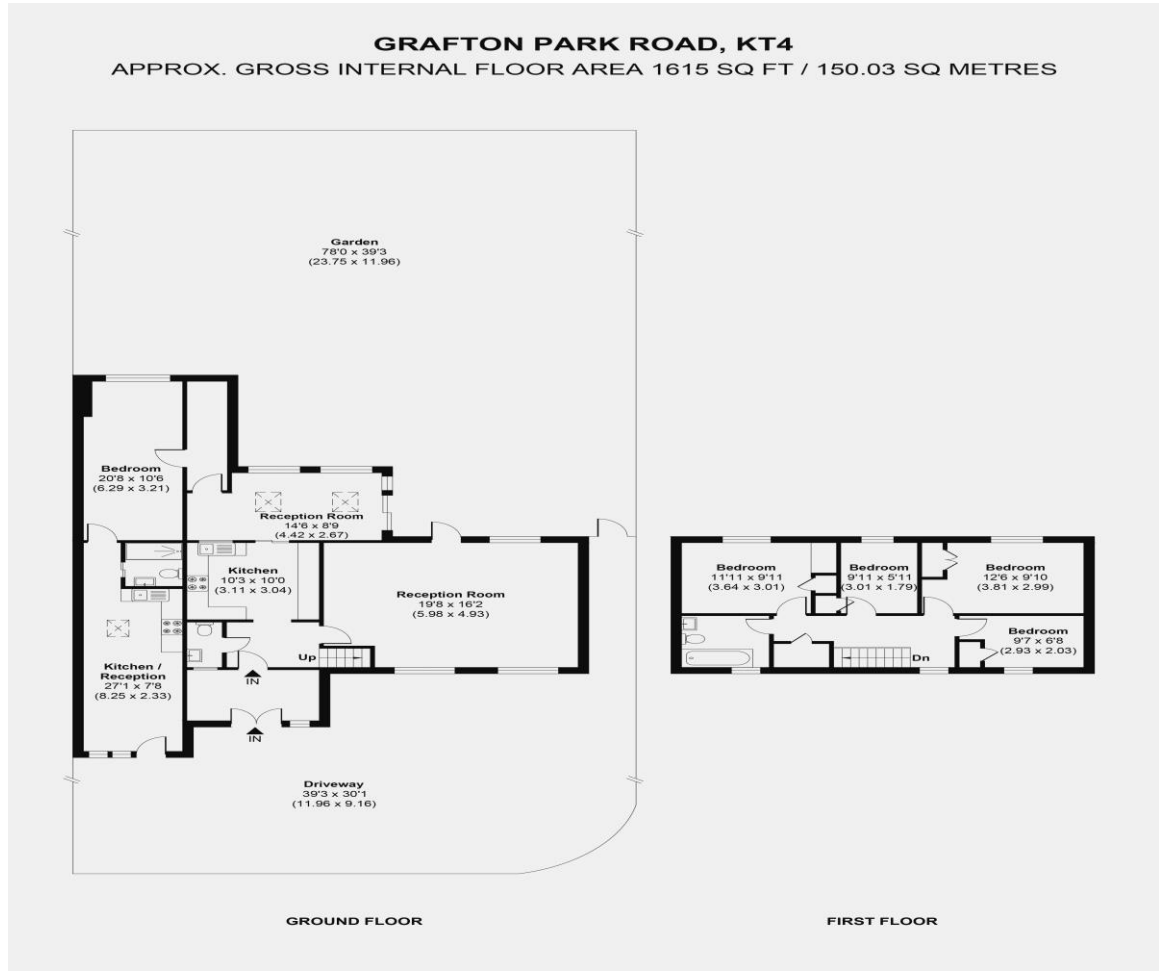 GRAFTON PARK ROAD, KT4
APPROX. GROSS INTERNAL FLOOR AREA 1615 SQ FT / 150.03 SQ METRES
Garden
78'0 x 39'3
(23.75 x 11.96)
Bedroom
20'8 x 10'6
(6.29 x 3.21)
Reception Room
14'6 x 8'9
(4.42 x 2.67)
Kitchen
10'3 x 10'0
(3.11 x 3.04)
Reception Room
19'8 x 16'2
(5.98 x 4.93)
Up
Kitchen /
Reception
27'1 x 7'8
(8.25 x 2.33)
IN
IN
Driveway
39'3 x 30'1
(11.96 x 9.16)
GROUND FLOOR
Bedroom
11'11 x 9'11
(3.64 x 3.01)
Bedroom
9'11 x 5'11
(3.01 x 1.79)
Bedroom
12'6 x 9'10
(3.81 x 2.99)
Bedroom
9'7 x 6'8
(2.93 x 2.03)
Dn
FIRST FLOOR